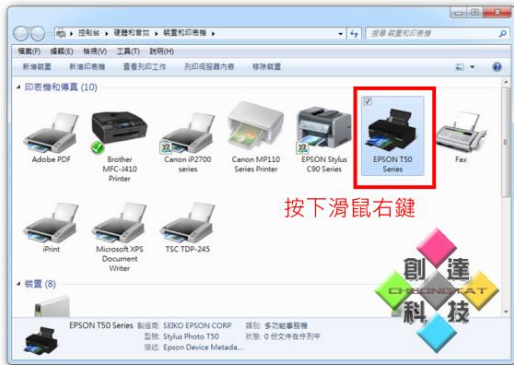 控制台 ▸ 硬體和音效 ▸ 裝置和印表機 ▸
搜尋 裝置和印表機
檔案(F) 編輯(E) 檢視(V) 工具(T) 說明(H)
新增裝置 新增印表機 查看列印工作 列印伺服器內容 移除裝置
印表機和傳真 (10)
Adobe PDF
Brother
MFC-J410
Printer
Canon iP2700
series
Canon MP110
Series Printer
EPSON Stylus
C90 Series
EPSON T50
Series
Fax
按下滑鼠右鍵
iPrint
Microsoft XPS
Document
Writer
TSC TDP-245
創達
CHEONG TAT
科技
裝置 (8)
EPSON T50 Series 製造商: SEIKO EPSON CORP 類別: 多功能事務機
型號: Stylus Photo T50 狀態: 0 份文件在佇列中
描述: Epson Device Metada...